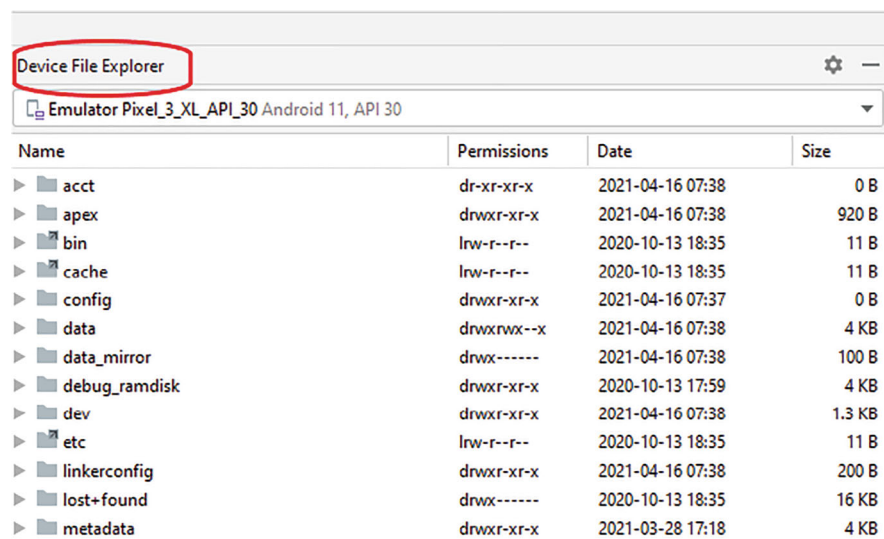 Device File Explorer
Emulator Pixel_3_XL_API_30 Android 11, API 30
Name Permissions Date Size
acct dr-xr-xr-x 2021-04-16 07:38 0 B
apex drwxr-xr-x 2021-04-16 07:38 920 B
bin lrw-r--r-- 2020-10-13 18:35 11 B
cache lrw-r--r-- 2020-10-13 18:35 11 B
config drwxr-xr-x 2021-04-16 07:37 0 B
data drwxrwx--x 2021-04-16 07:38 4 KB
data_mirror drwx------ 2021-04-16 07:38 100 B
debug_ramdisk drwxr-xr-x 2020-10-13 17:59 4 KB
dev drwxr-xr-x 2021-04-16 07:38 1.3 KB
etc lrw-r--r-- 2020-10-13 18:35 11 B
linkerconfig drwxr-xr-x 2021-04-16 07:38 200 B
lost+found drwx------ 2020-10-13 18:35 16 KB
metadata drwxr-xr-x 2021-03-28 17:18 4 KB